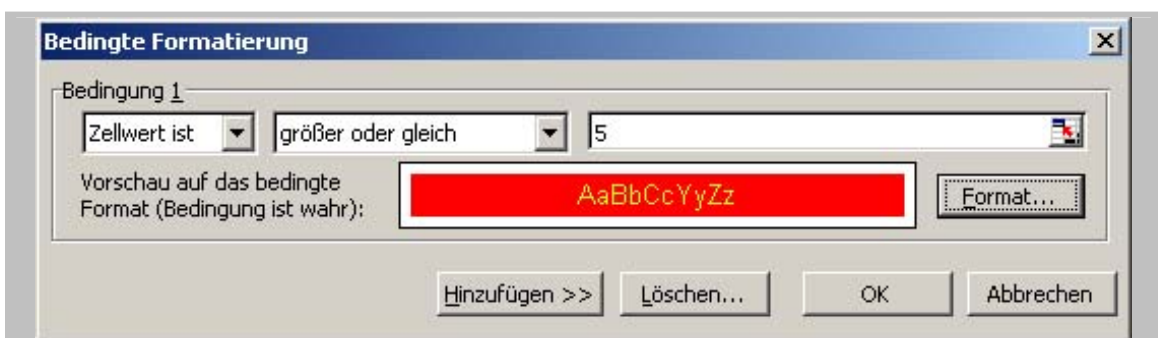 Bedingte Formatierung
Bedingung 1
Zellwert ist größer oder gleich 5
Vorschau auf das bedingte
Format (Bedingung ist wahr):
AaBbCcYyZz
Format...
Hinzufügen >> Löschen... OK Abbrechen